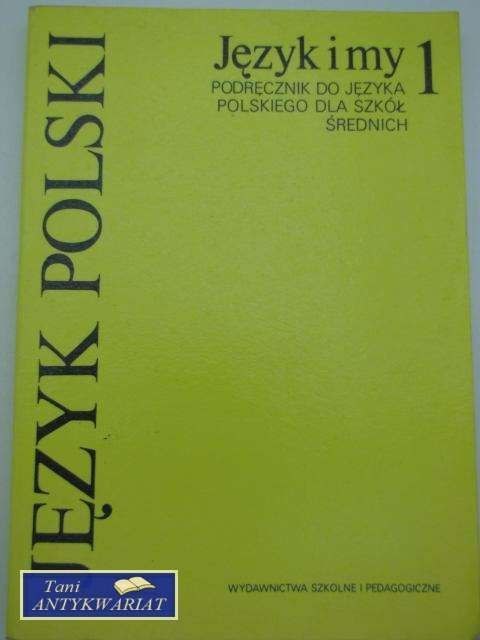 JĘZYK POLSKI
Język i my 1
PODRĘCZNIK DO JĘZYKA
POLSKIEGO DLA SZKÓŁ
ŚREDNICH
WYDAWNICTWA SZKOLNE I PEDAGOGICZNE
Tani
ANTYKWARIAT